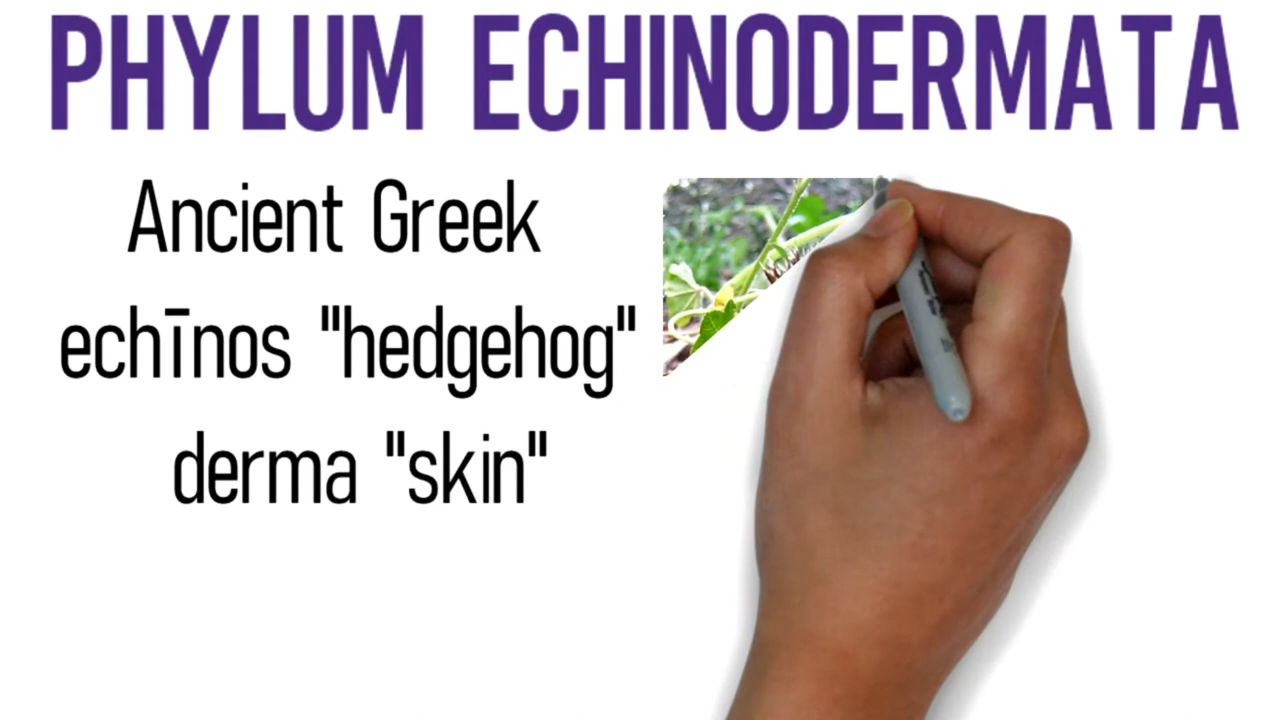 PHYLUM ECHINODERMATA
Ancient Greek
echīnos "hedgehog"
derma "skin"